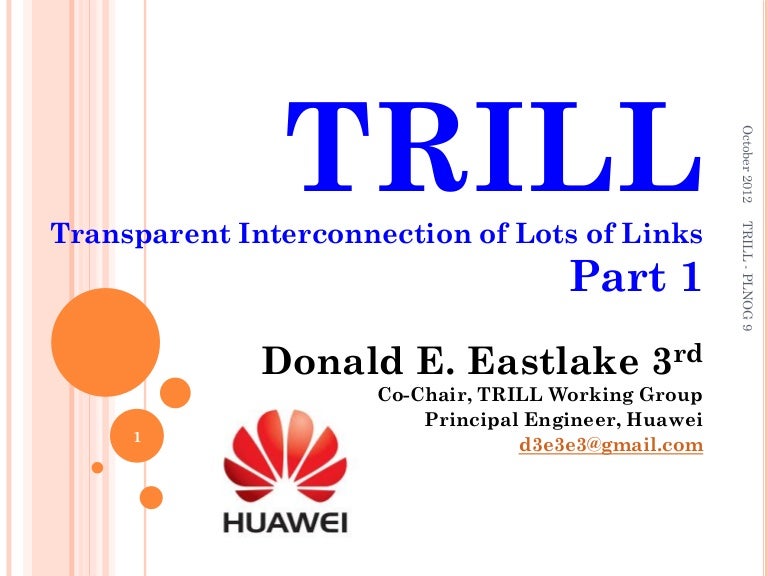 TRILL
Transparent Interconnection of Lots of Links
Part 1
Donald E. Eastlake 3rd
Co-Chair, TRILL Working Group
Principal Engineer, Huawei
d3e3e3@gmail.com
HUAWEI
1
October 2012 TRILL - PLNOG 9